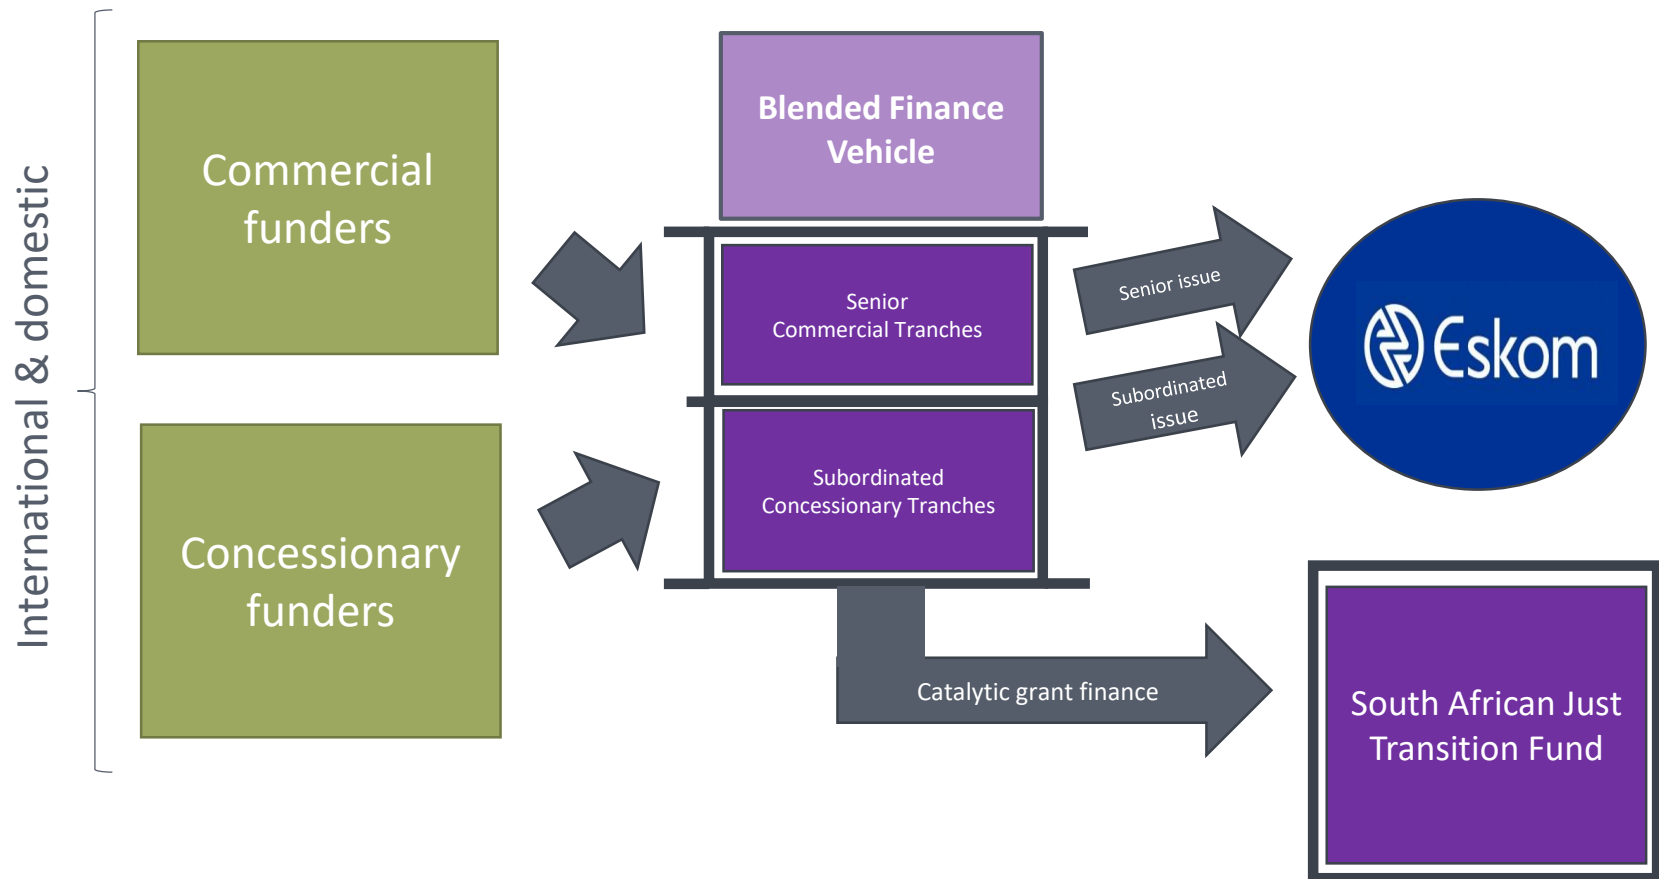 International & domestic
Commercial
funders
Concessionary
funders
Blended Finance
Vehicle
Senior
Commercial Tranches
Subordinated
Concessionary Tranches
Senior issue
Subordinated
issue
Eskom
Catalytic grant finance
South African Just
Transition Fund